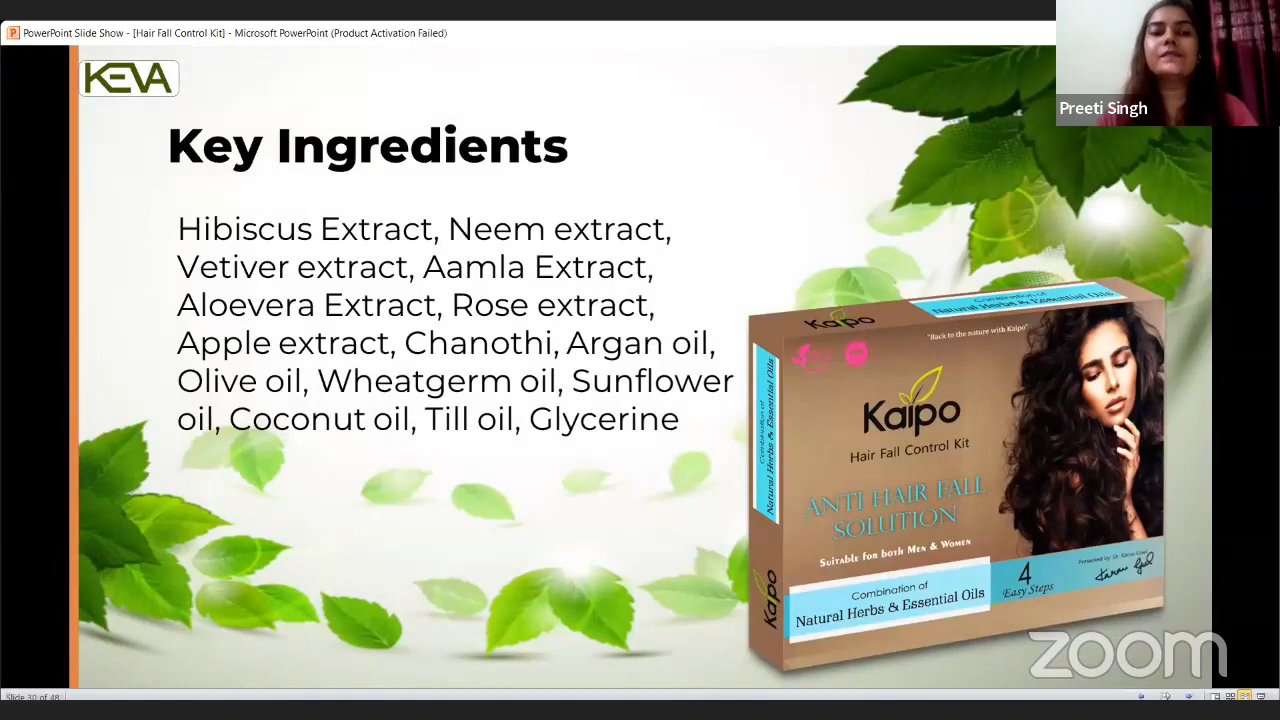 PowerPoint Slide Show - [Hair Fall Control Kit] - Microsoft PowerPoint (Product Activation Failed)
Preeti Singh
KEVA
Key Ingredients
Hibiscus Extract, Neem extract,
Vetiver extract, Aamla Extract,
Aloevera Extract, Rose extract,
Apple extract, Chanothi, Argan oil,
Olive oil, Wheatgerm oil, Sunflower
oil, Coconut oil, Till oil, Glycerine
Combination of
Natural Herbs & Essential Oils
Kaipo
"Back to the nature with Kaipo"
Combination of
Natural Herbs & Essential Oils
Kaipo
Hair Fall Control Kit
ANTI HAIR FALL
SOLUTION
Suitable for both Men & Women
Combination of
Natural Herbs & Essential Oils
4
Easy Steps
Kaipo
zoom
Slide 30 of 48